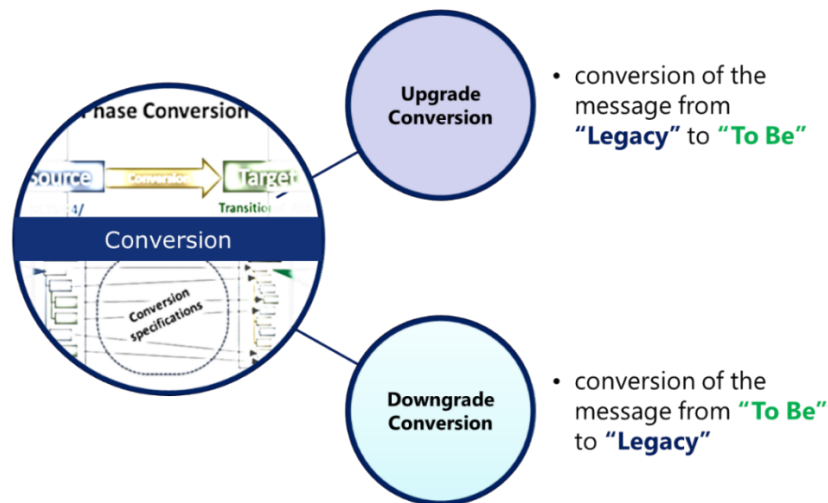 Phase Conversion
Source
Conversion
Target
Transition
Conversion
Conversion
specifications
Upgrade
Conversion
• conversion of the
message from
“Legacy” to “To Be”
Downgrade
Conversion
• conversion of the
message from “To Be”
to “Legacy”